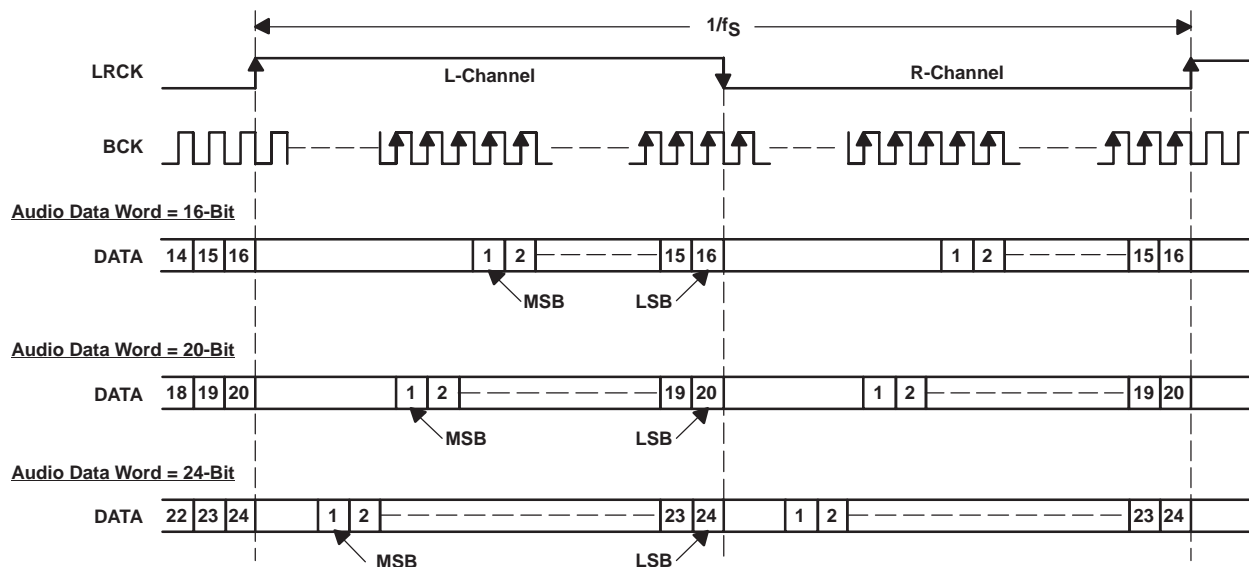 1/fS
LRCK
L-Channel
R-Channel
BCK
Audio Data Word = 16-Bit
DATA 14 15 16 1 2 15 16 1 2 15 16
MSB LSB
Audio Data Word = 20-Bit
DATA 18 19 20 1 2 19 20 1 2 19 20
MSB LSB
Audio Data Word = 24-Bit
DATA 22 23 24 1 2 23 24 1 2 23 24
MSB LSB